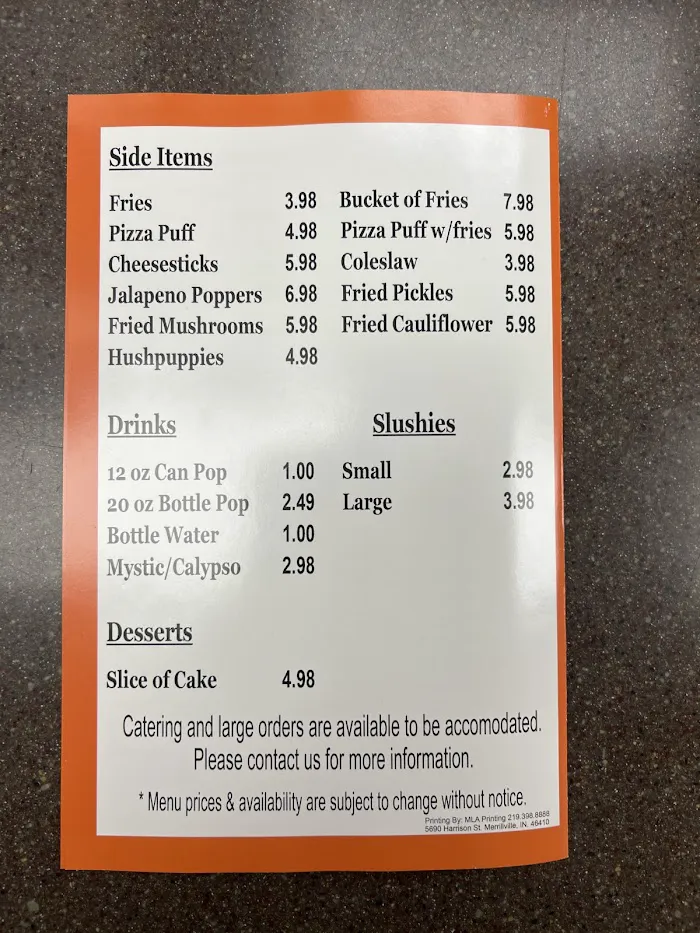 Side Items
Fries 3.98 Bucket of Fries 7.98
Pizza Puff 4.98 Pizza Puff w/fries 5.98
Cheesesticks 5.98 Coleslaw 3.98
Jalapeno Poppers 6.98 Fried Pickles 5.98
Fried Mushrooms 5.98 Fried Cauliflower 5.98
Hushpuppies 4.98
Drinks Slushies
12 oz Can Pop 1.00 Small 2.98
20 oz Bottle Pop 2.49 Large 3.98
Bottle Water 1.00
Mystic/Calypso 2.98
Desserts
Slice of Cake 4.98
Catering and large orders are available to be accomodated.
Please contact us for more information.
* Menu prices & availability are subject to change without notice.
Printing By: MLA Printing 219.398.8888
5690 Harrison St. Merrillville, IN. 46410